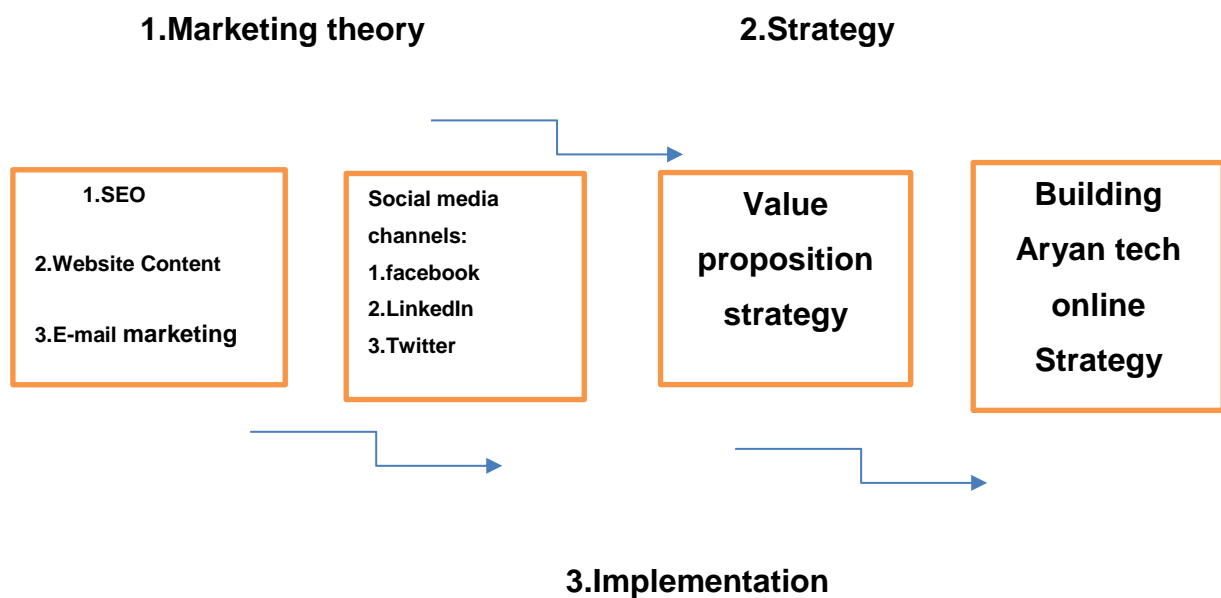 1.Marketing theory
2.Strategy
1.SEO
2.Website Content
3.E-mail marketing
Social media
channels:
1.facebook
2.LinkedIn
3.Twitter
Value
proposition
strategy
Building
Aryan tech
online
Strategy
3.Implementation